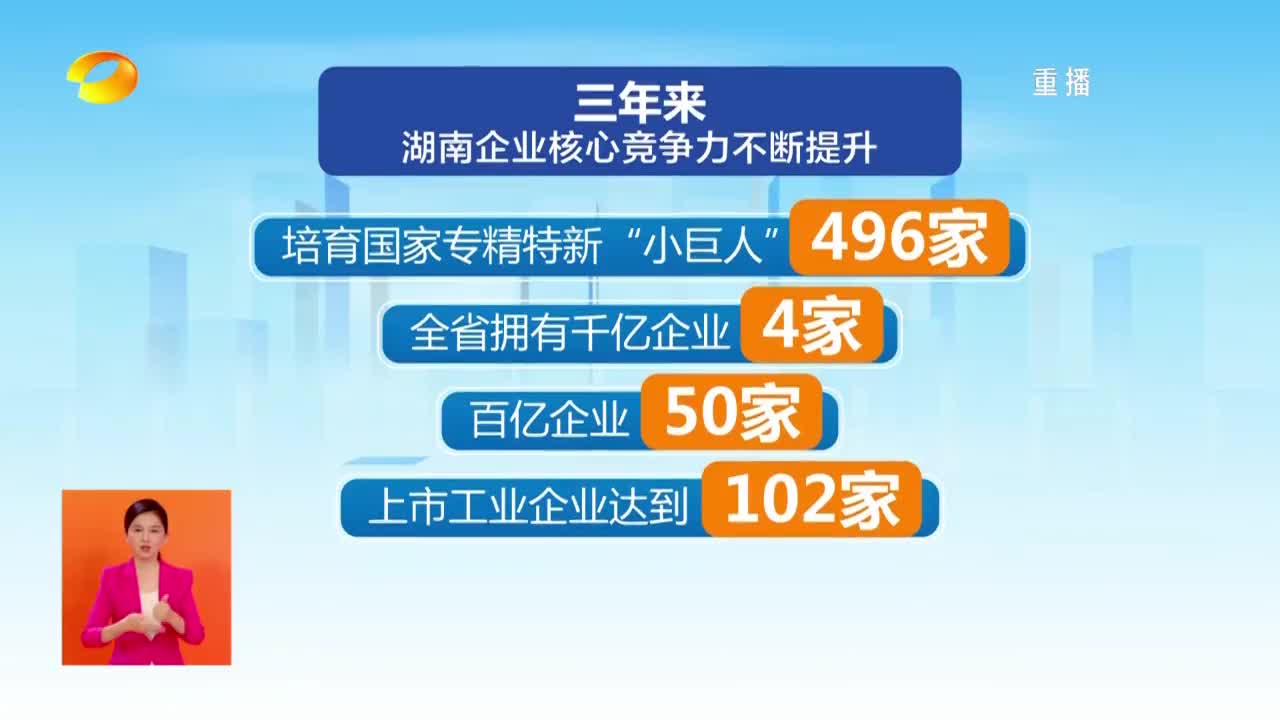 三年来
重播
湖南企业核心竞争力不断提升
培育国家专精特新“小巨人” 496家
全省拥有千亿企业 4家
百亿企业 50家
上市工业企业达到 102家